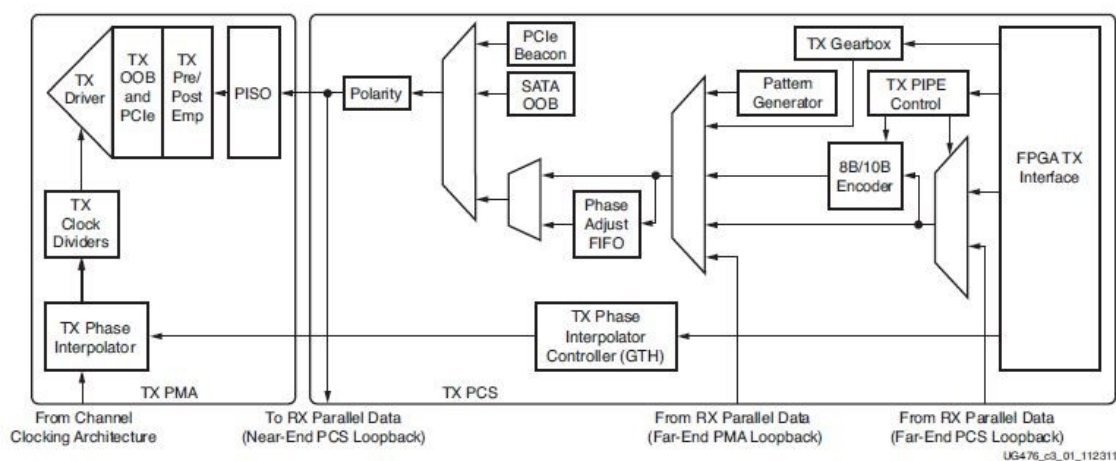 TX
Driver
TX
OOB
and
PCIe
TX
Pre/
Post
Emp
PISO
Polarity
PCIe
Beacon
SATA
OOB
TX Gearbox
Pattern
Generator
TX PIPE
Control
8B/10B
Encoder
FPGA TX
Interface
TX
Clock
Dividers
Phase
Adjust
FIFO
TX Phase
Interpolator
TX Phase
Interpolator
Controller (GTH)
TX PMA
TX PCS
From Channel
Clocking Architecture
To RX Parallel Data
(Near-End PCS Loopback)
From RX Parallel Data
(Far-End PMA Loopback)
From RX Parallel Data
(Far-End PCS Loopback)
UG476_c3_01_112311